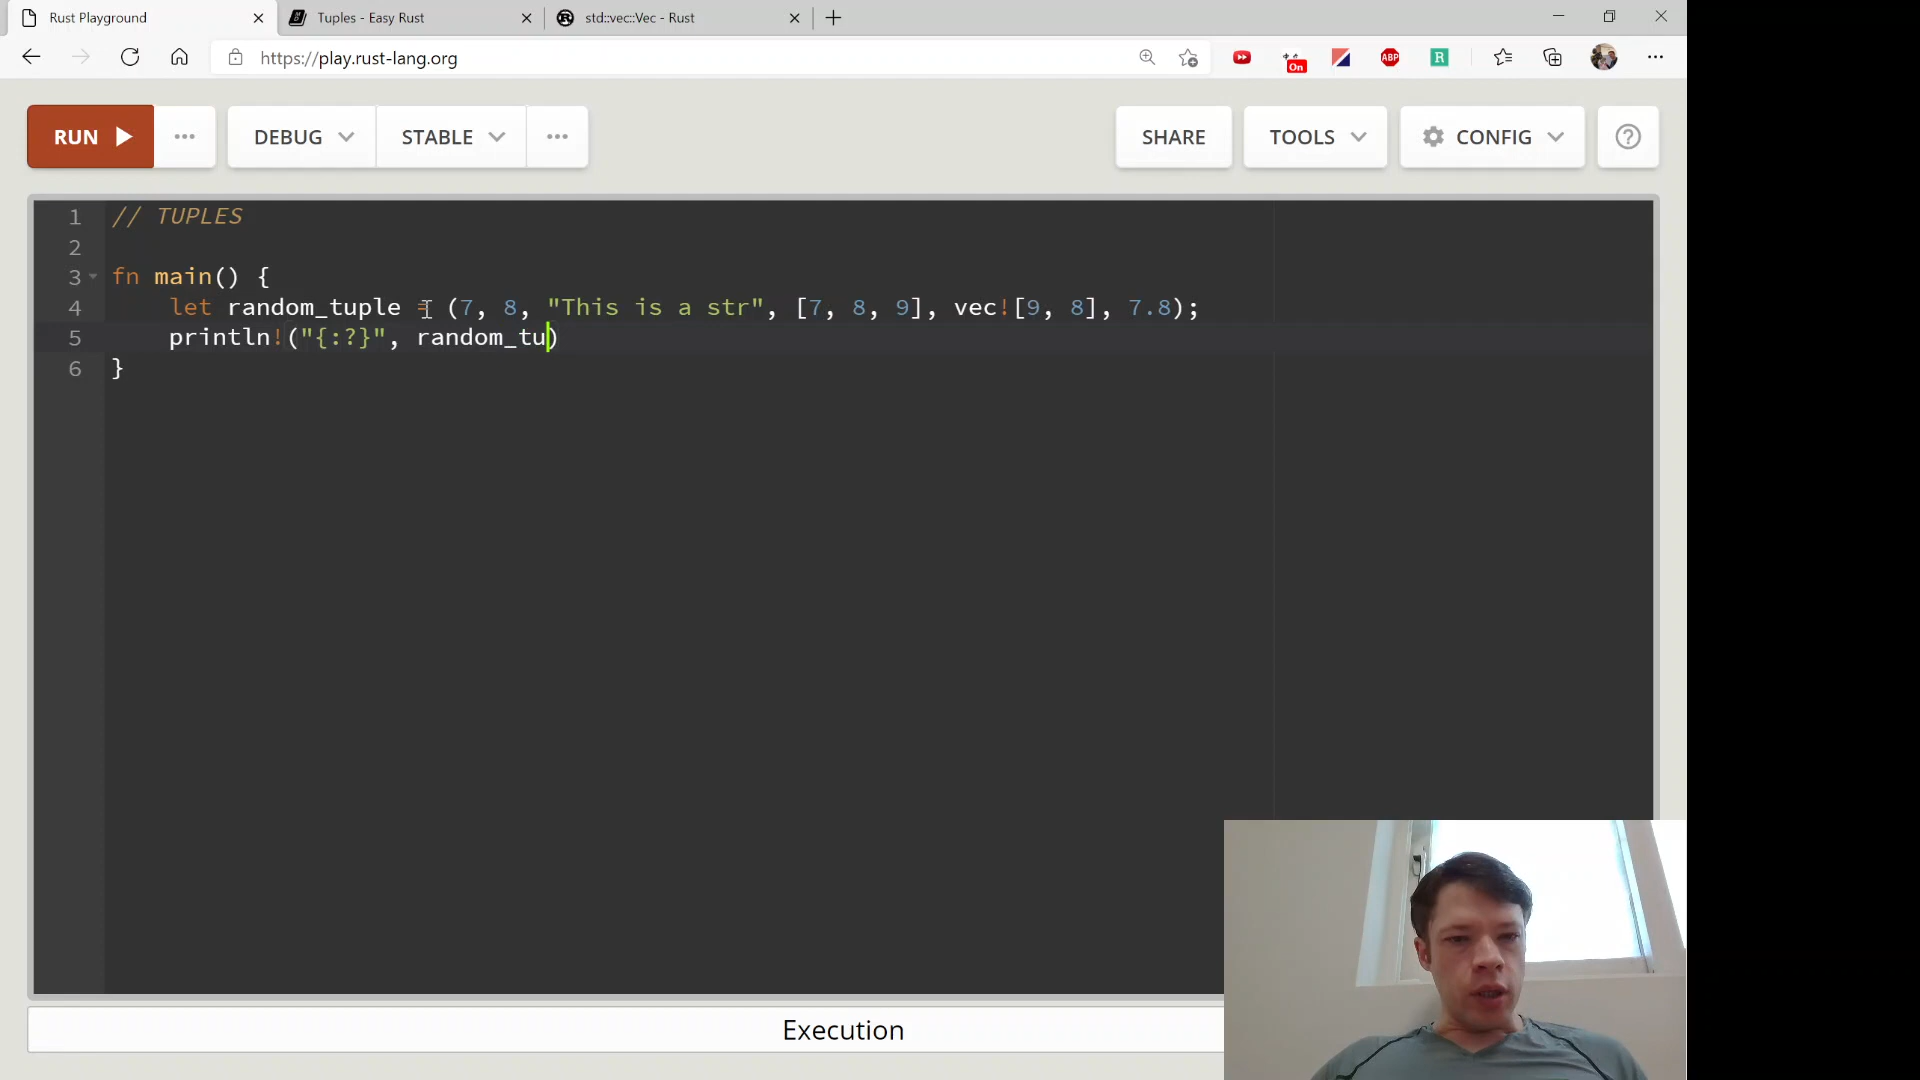 Rust Playground
Tuples - Easy Rust
std::vec::Vec - Rust
https://play.rust-lang.org
On
ABP
R
RUN
DEBUG
STABLE
SHARE
TOOLS
CONFIG
1 // TUPLES
2
3 fn main() {
4 let random_tuple = (7, 8, "This is a str", [7, 8, 9], vec![9, 8], 7.8);
5 println!("{:?}", random_tu)
6 }
Execution